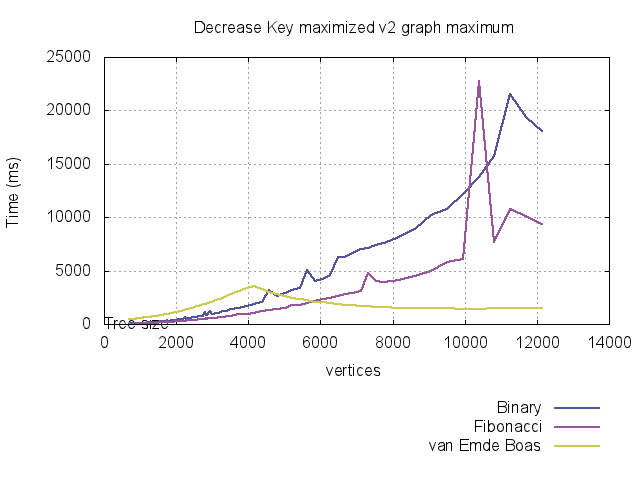 Decrease Key maximized v2 graph maximum
25000
20000
15000
10000
5000
0
Time (ms)
Tree size
0 2000 4000 6000 8000 10000 12000 14000
vertices
Binary
Fibonacci
van Emde Boas